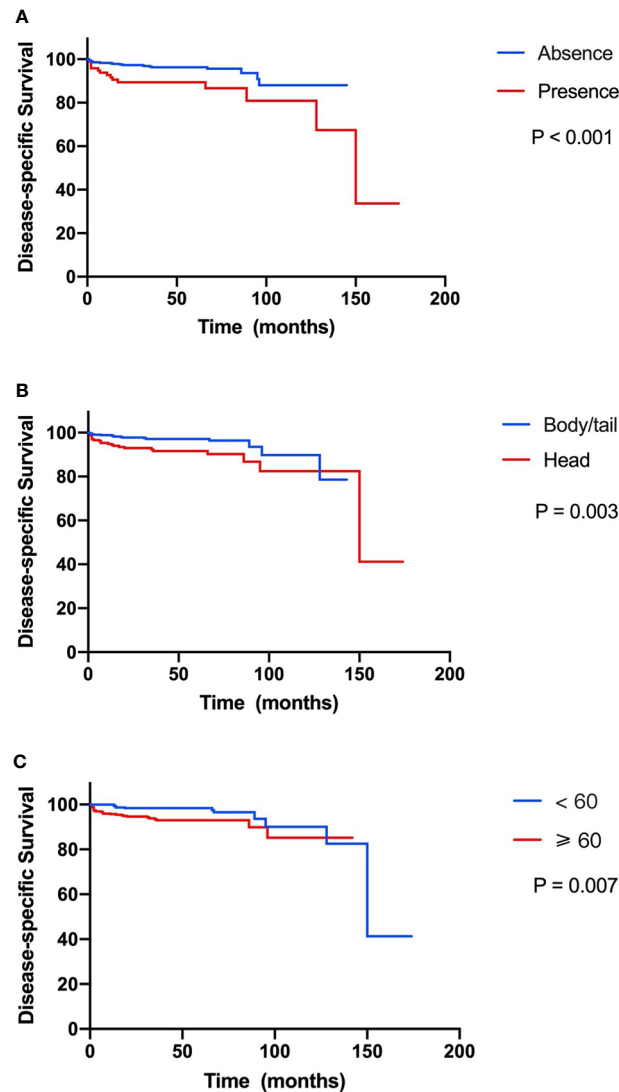 A
Disease-specific Survival
100
80
60
40
20
0
0 50 100 150 200
Time (months)
Absence
Presence
P < 0.001
B
Disease-specific Survival
100
80
60
40
20
0
0 50 100 150 200
Time (months)
Body/tail
Head
P = 0.003
C
Disease-specific Survival
100
80
60
40
20
0
0 50 100 150 200
Time (months)
< 60
⩾ 60
P = 0.007